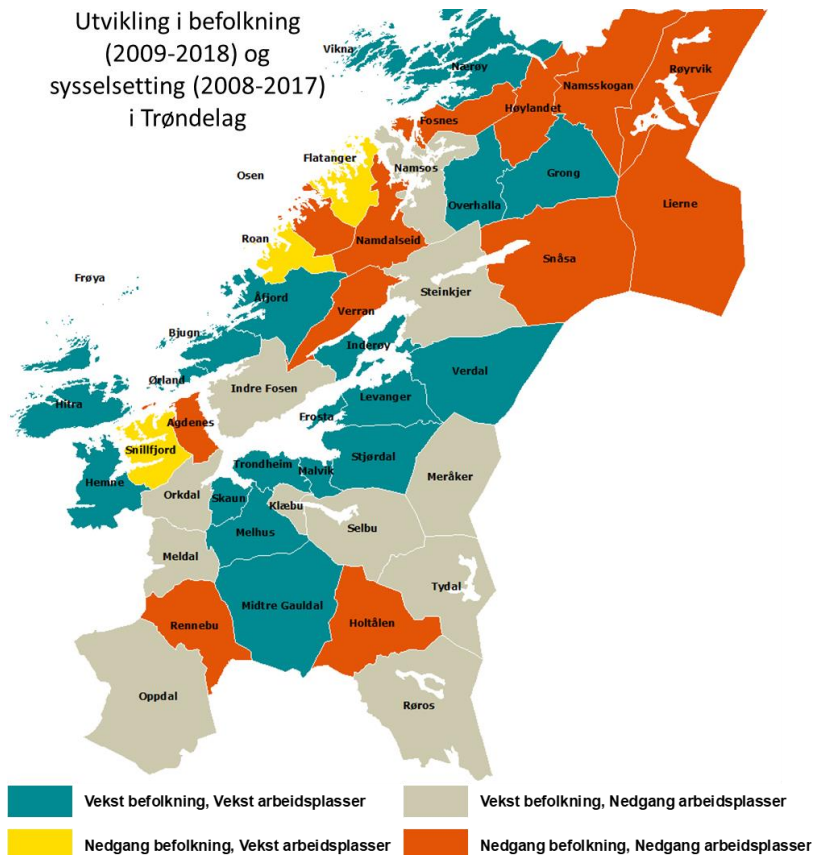 Utvikling i befolkning
(2009-2018) og
sysselsetting (2008-2017)
i Trøndelag
Vikna
Nærøy
Røyrvik
Namsskogan
Høylandet
Fosnes
Flatanger
Namsos
Osen
Grong
Overhalla
Lierne
Roan
Namdalseid
Snåsa
Frøya
Steinkjer
Åfjord
Verran
Bjugn
Inderøy
Verdal
Ørland
Indre Fosen
Levanger
Hitra
Frosta
Agdenes
Snillfjord
Stjørdal
Trondheim
Malvik
Meråker
Hemne
Orkdal
Skaun
Klæbu
Selbu
Melhus
Meldal
Tydal
Midtre Gauldal
Rennebu
Holtålen
Oppdal
Røros
Vekst befolkning, Vekst arbeidsplasser
Vekst befolkning, Nedgang arbeidsplasser
Nedgang befolkning, Vekst arbeidsplasser
Nedgang befolkning, Nedgang arbeidsplasser